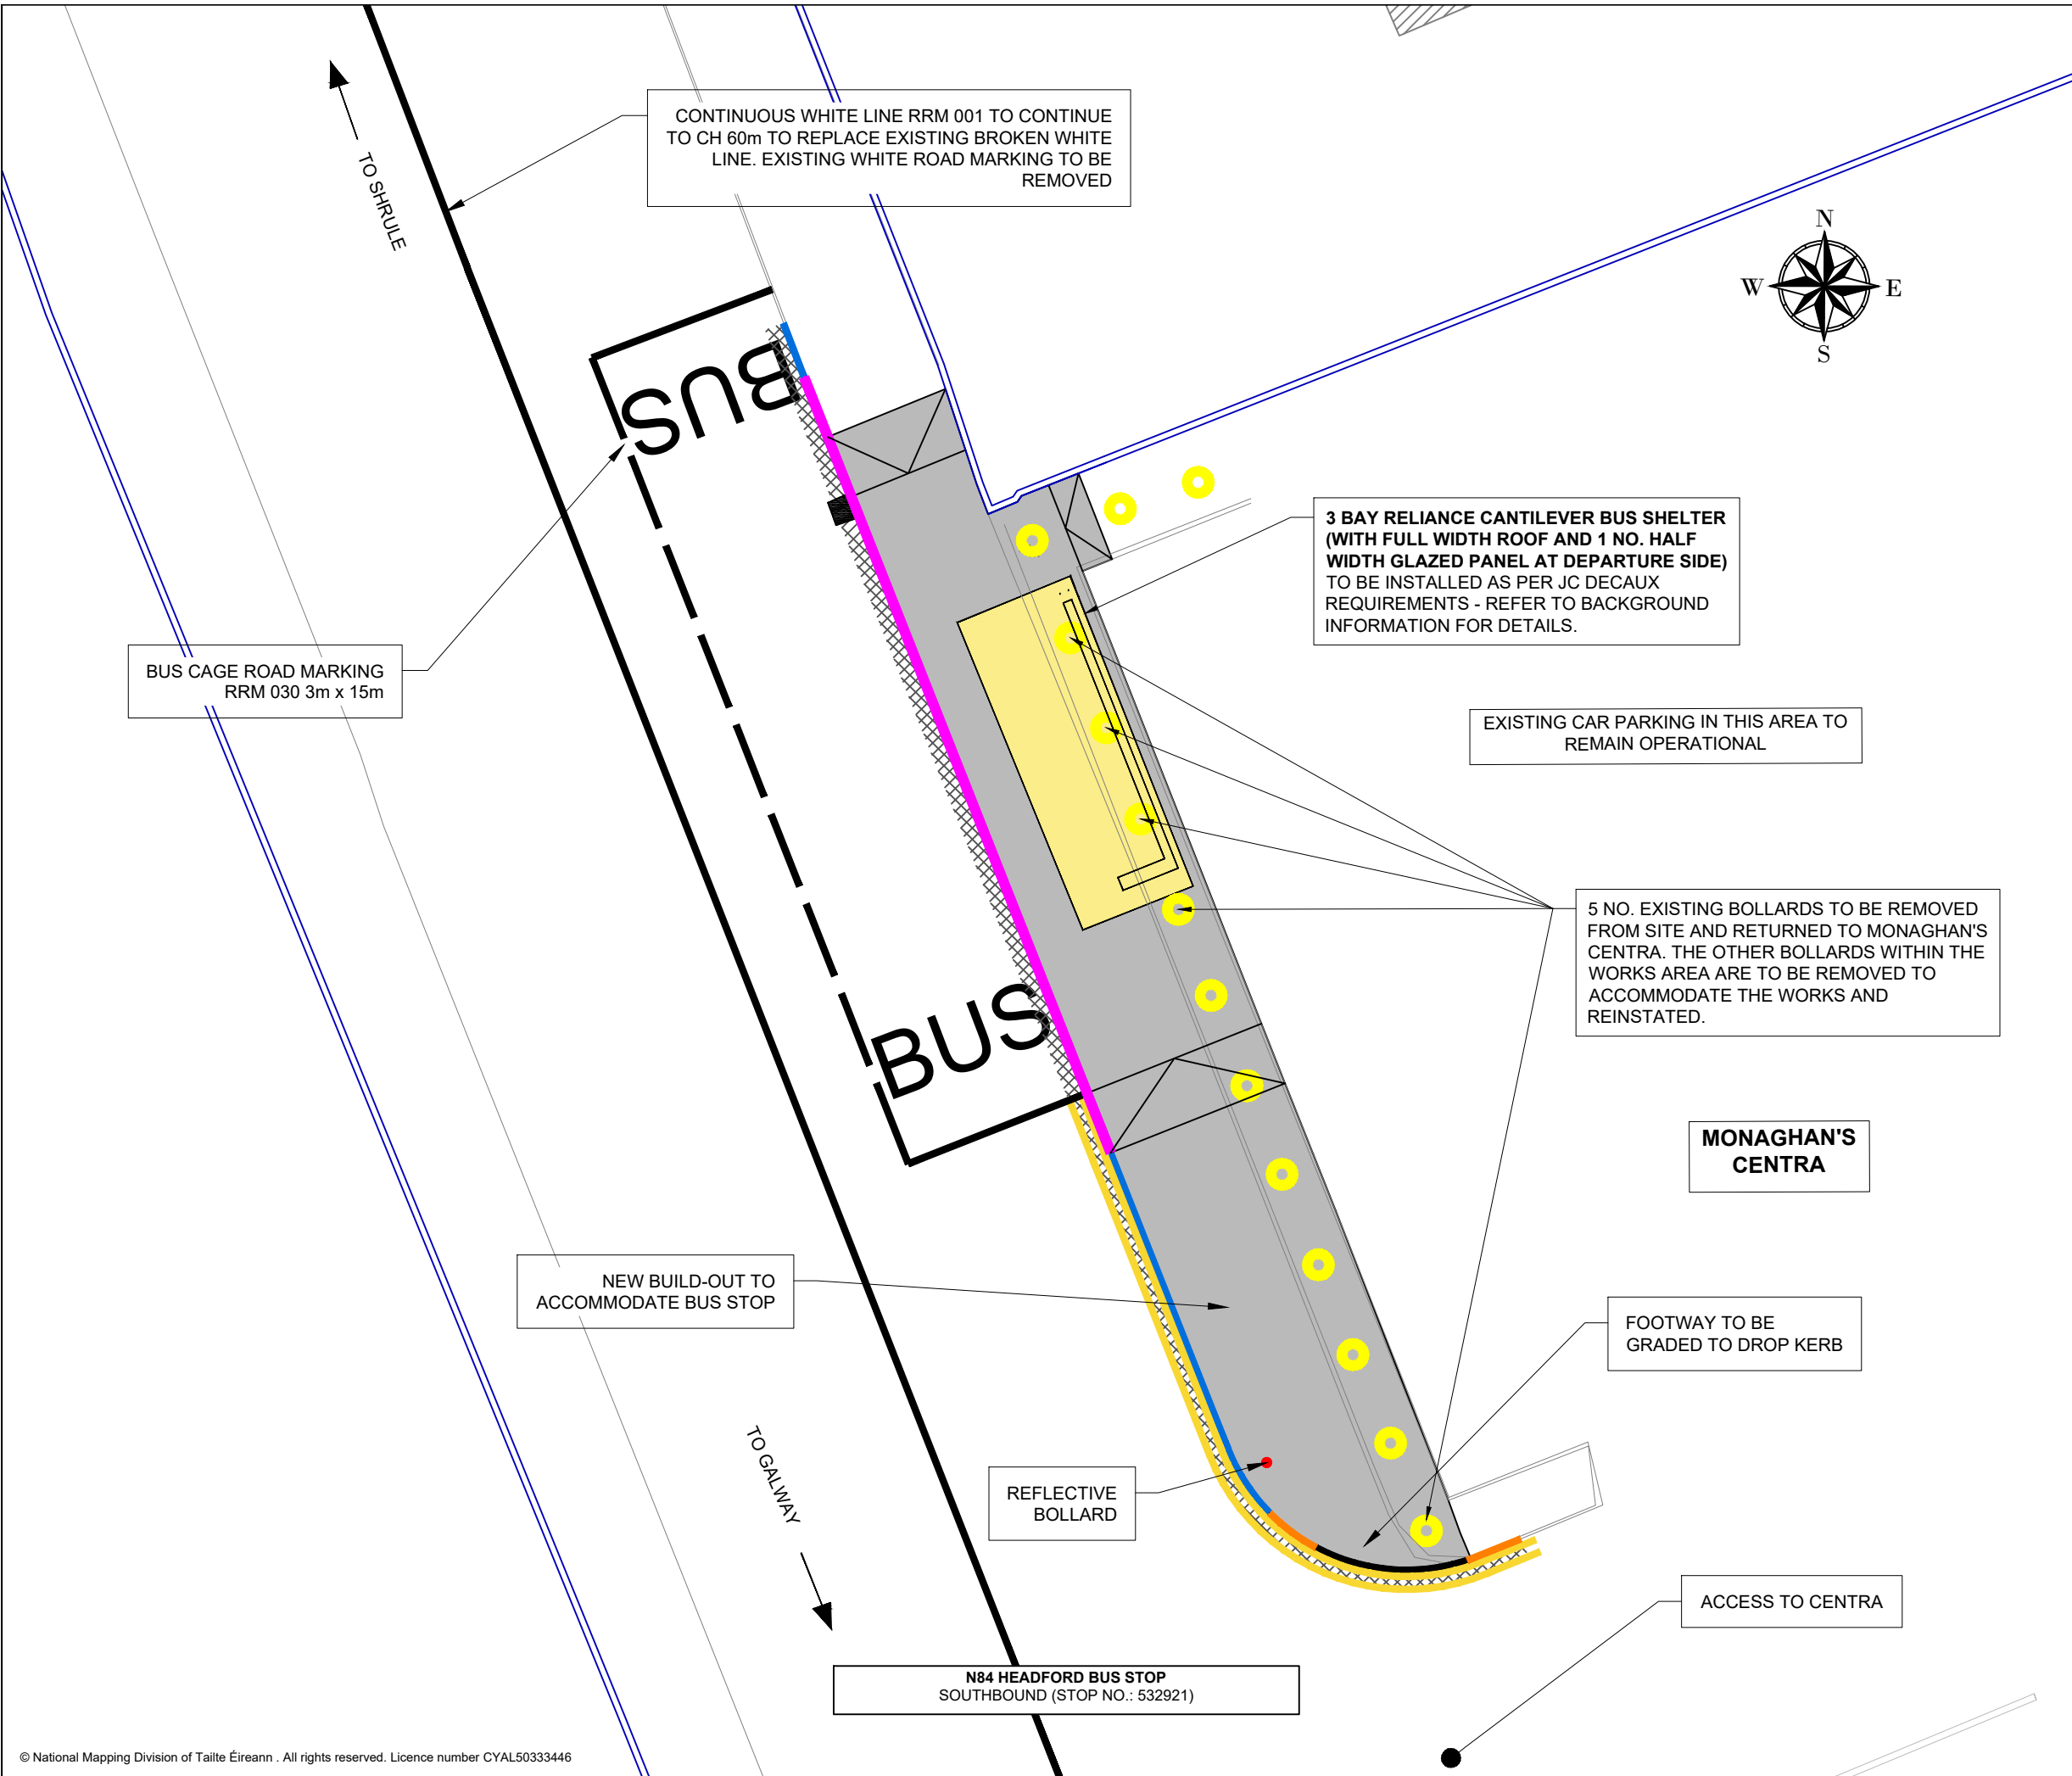 CONTINUOUS WHITE LINE RRM 001 TO CONTINUE
TO CH 60m TO REPLACE EXISTING BROKEN WHITE
LINE. EXISTING WHITE ROAD MARKING TO BE
REMOVED
TO SHRULE
N
W
E
S
BUS
3 BAY RELIANCE CANTILEVER BUS SHELTER
(WITH FULL WIDTH ROOF AND 1 NO. HALF
WIDTH GLAZED PANEL AT DEPARTURE SIDE)
TO BE INSTALLED AS PER JC DECAUX
REQUIREMENTS - REFER TO BACKGROUND
INFORMATION FOR DETAILS.
BUS CAGE ROAD MARKING
RRM 030 3m x 15m
EXISTING CAR PARKING IN THIS AREA TO
REMAIN OPERATIONAL
5 NO. EXISTING BOLLARDS TO BE REMOVED
FROM SITE AND RETURNED TO MONAGHAN'S
CENTRA. THE OTHER BOLLARDS WITHIN THE
WORKS AREA ARE TO BE REMOVED TO
ACCOMMODATE THE WORKS AND
REINSTATED.
BUS
MONAGHAN'S
CENTRA
NEW BUILD-OUT TO
ACCOMMODATE BUS STOP
FOOTWAY TO BE
GRADED TO DROP KERB
TO GALWAY
REFLECTIVE
BOLLARD
ACCESS TO CENTRA
N84 HEADFORD BUS STOP
SOUTHBOUND (STOP NO.: 532921)
© National Mapping Division of Tailte Éireann . All rights reserved. Licence number CYAL50333446